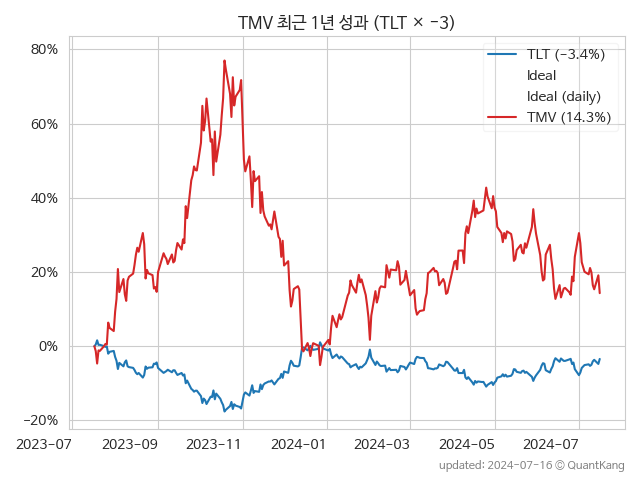 TMV 최근 1년 성과 (TLT × −3)
80%
60%
40%
20%
0%
−20%
TLT (−3.4%)
Ideal
Ideal (daily)
TMV (14.3%)
2023−07
2023−09
2023−11
2024−01
2024−03
2024−05
2024−07
updated: 2024-07-16 © QuantKang